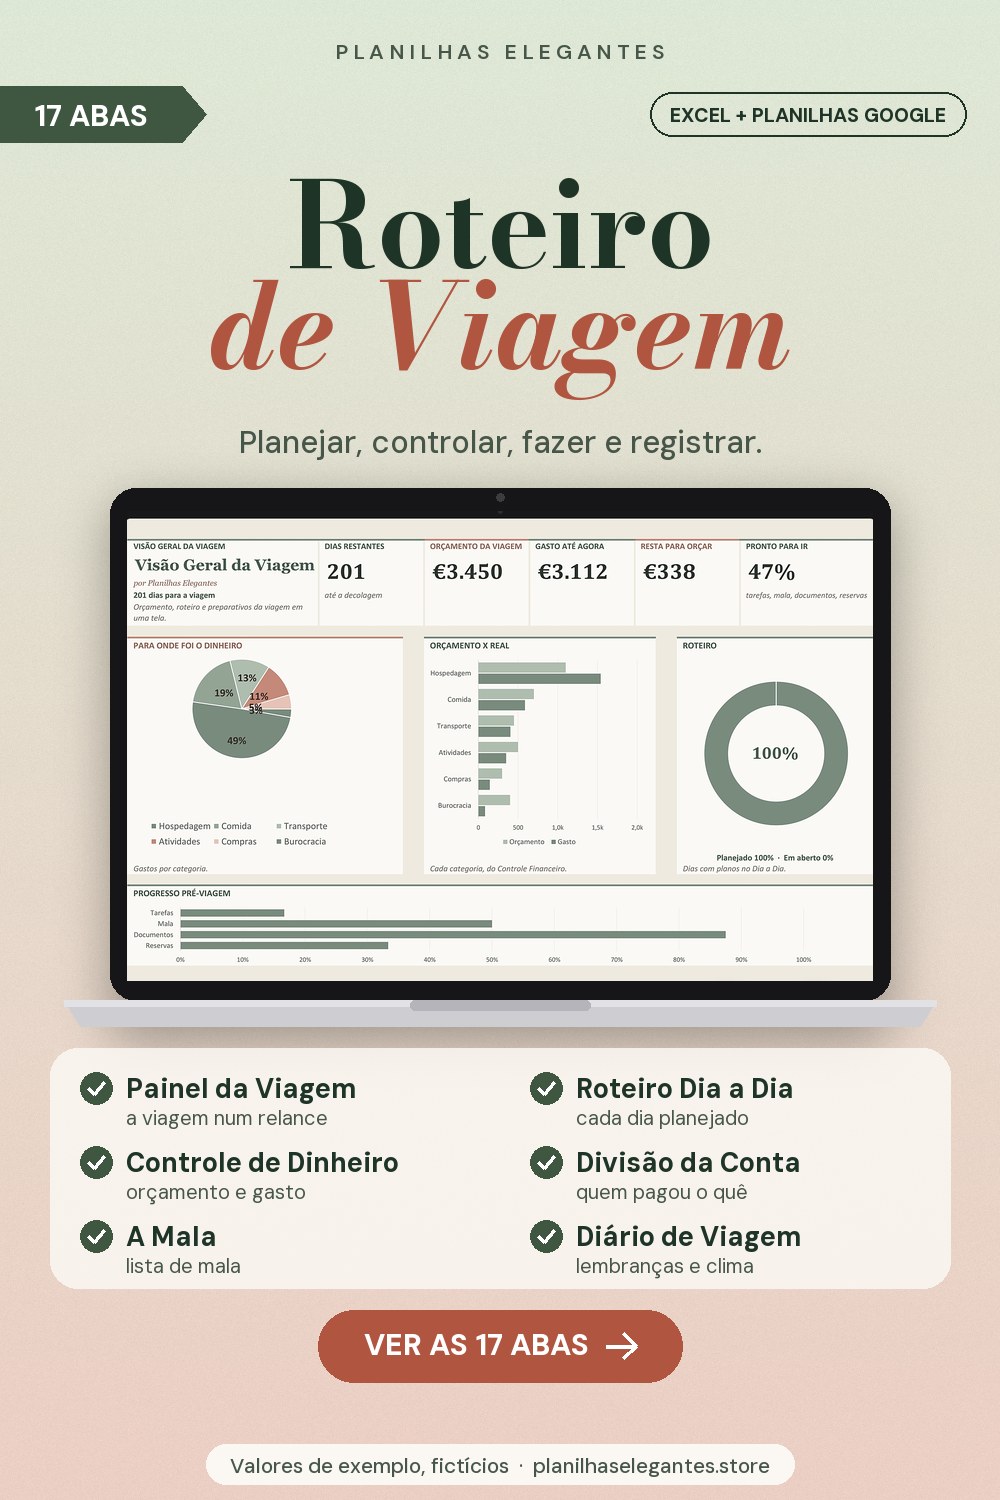 PLANILHAS ELEGANTES
17 ABAS
EXCEL + PLANILHAS GOOGLE
Roteiro
de Viagem
Planejar, controlar, fazer e registrar.
VISÃO GERAL DA VIAGEM
Visão Geral da Viagem
por Planilhas Elegantes
201 dias para a viagem
Orçamento, roteiro e preparativos da viagem em
uma tela.
DIAS RESTANTES
201
até a decolagem
ORÇAMENTO DA VIAGEM
€3.450
GASTO ATÉ AGORA
€3.112
RESTA PARA ORÇAR
€338
PRONTO PARA IR
47%
tarefas, mala, documentos, reservas
PARA ONDE FOI O DINHEIRO
13%
19%
11%
5%
3%
49%
Hospedagem Comida Transporte
Atividades Compras Burocracia
Gastos por categoria.
ORÇAMENTO X REAL
Hospedagem
Comida
Transporte
Atividades
Compras
Burocracia
0 500 1,0k 1,5k 2,0k
Orçamento Gasto
Cada categoria, do Controle Financeiro.
ROTEIRO
100%
Planejado 100% · Em aberto 0%
Dias com planos no Dia a Dia.
PROGRESSO PRÉ-VIAGEM
Tarefas
Mala
Documentos
Reservas
0% 10% 20% 30% 40% 50% 60% 70% 80% 90% 100%
Painel da Viagem
a viagem num relance
Roteiro Dia a Dia
cada dia planejado
Controle de Dinheiro
orçamento e gasto
Divisão da Conta
quem pagou o quê
A Mala
lista de mala
Diário de Viagem
lembranças e clima
VER AS 17 ABAS →
Valores de exemplo, fictícios · planilhaselegantes.store